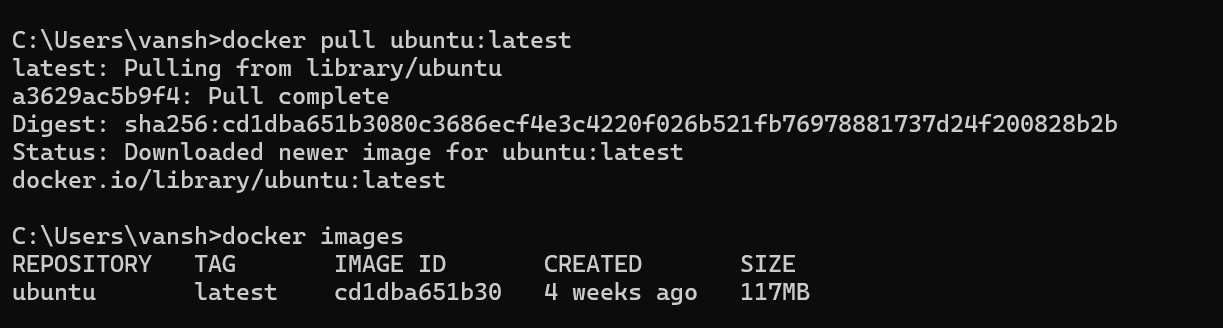 C:\Users\vansh>docker pull ubuntu:latest
latest: Pulling from library/ubuntu
a3629ac5b9f4: Pull complete
Digest: sha256:cd1dba651b3080c3686ecf4e3c4220f026b521fb76978881737d24f200828b2b
Status: Downloaded newer image for ubuntu:latest
docker.io/library/ubuntu:latest
C:\Users\vansh>docker images
REPOSITORY   TAG       IMAGE ID       CREATED       SIZE
ubuntu       latest    cd1dba651b30   4 weeks ago   117MB